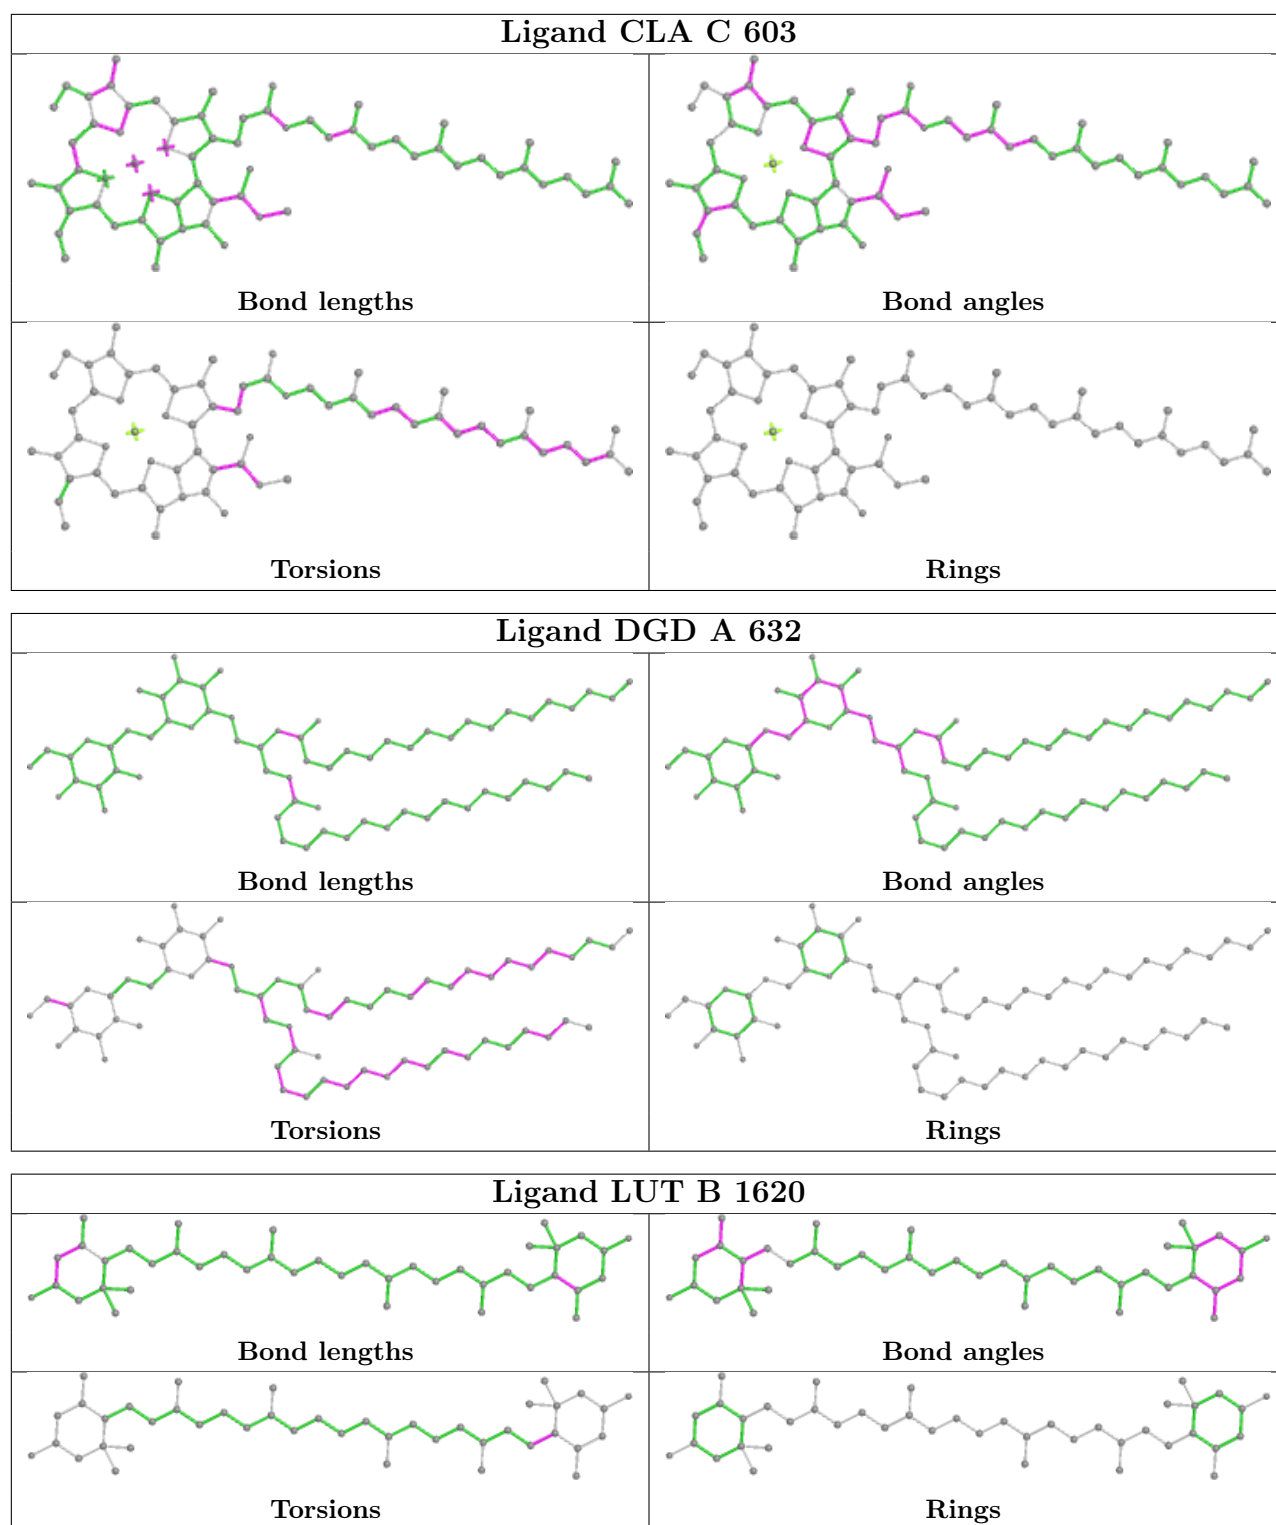 Ligand CLA C 603
Bond lengths
Bond angles
Torsions
Rings
Ligand DGD A 632
Bond lengths
Bond angles
Torsions
Rings
Ligand LUT B 1620
Bond lengths
Bond angles
Torsions
Rings